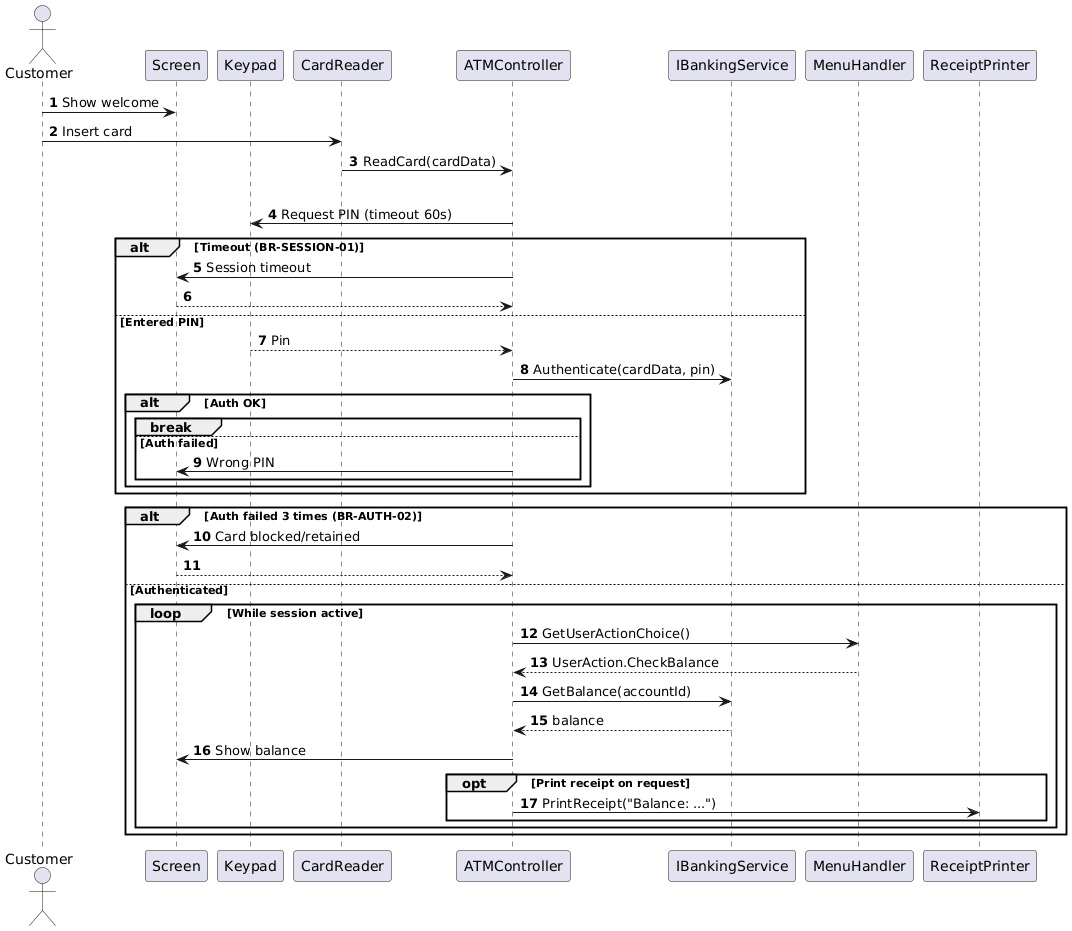 Customer
Screen
Keypad
CardReader
ATMController
IBankingService
MenuHandler
ReceiptPrinter
1 Show welcome
2 Insert card
3 ReadCard(cardData)
4 Request PIN (timeout 60s)
alt [Timeout (BR-SESSION-01)]
5 Session timeout
6
[Entered PIN]
7 Pin
8 Authenticate(cardData, pin)
alt [Auth OK]
break
[Auth failed]
9 Wrong PIN
alt [Auth failed 3 times (BR-AUTH-02)]
10 Card blocked/retained
11
[Authenticated]
loop [While session active]
12 GetUserActionChoice()
13 UserAction.CheckBalance
14 GetBalance(accountId)
15 balance
16 Show balance
opt [Print receipt on request]
17 PrintReceipt("Balance: ...")
Customer
Screen
Keypad
CardReader
ATMController
IBankingService
MenuHandler
ReceiptPrinter